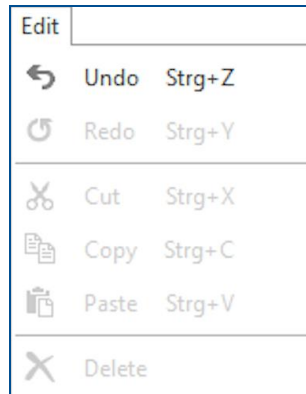 Edit
Undo Strg+Z
Redo Strg+Y
Cut Strg+X
Copy Strg+C
Paste Strg+V
Delete